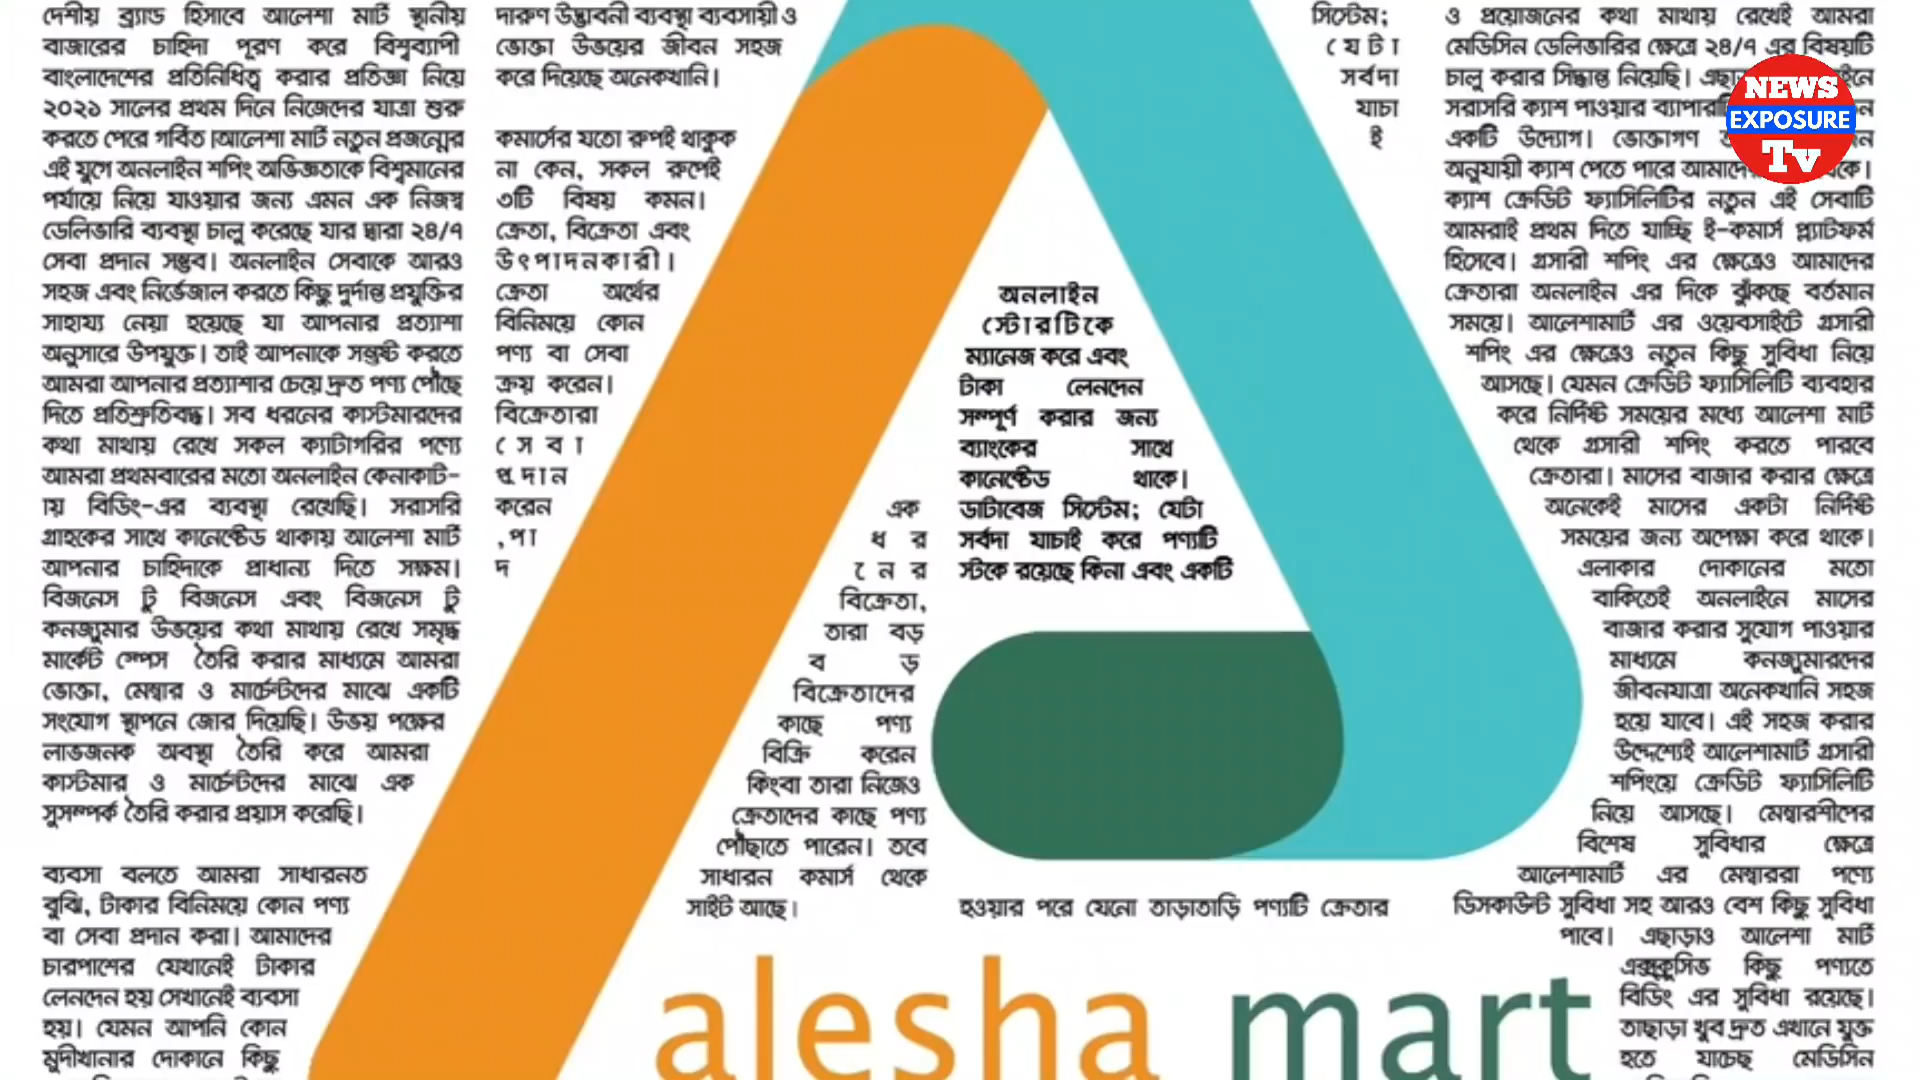 দেশীয় ব্র্যান্ড হিসাবে আলেশা মার্ট স্থানীয়
বাজারের চাহিদা পূরণ করে বিশ্বব্যাপী
বাংলাদেশের প্রতিনিধিত্ব করার প্রতিজ্ঞা নিয়ে
২০২১ সালের প্রথম দিনে নিজেদের যাত্রা শুরু
করতে পেরে গর্বিত।আলেশা মার্ট নতুন প্রজন্মের
এই যুগে অনলাইন শপিং অভিজ্ঞতাকে বিশ্বমানের
পর্যায়ে নিয়ে যাওয়ার জন্য এমন এক নিজস্ব
ডেলিভারি ব্যবস্থা চালু করেছে যার দ্বারা ২৪/৭
সেবা প্রদান সম্ভব। অনলাইন সেবাকে আরও
সহজ এবং নির্ভেজাল করতে কিছু দুর্দান্ত প্রযুক্তির
সাহায্য নেয়া হয়েছে যা আপনার প্রত্যাশা
অনুসারে উপযুক্ত। তাই আপনাকে সন্তুষ্ট করতে
আমরা আপনার প্রত্যাশার চেয়ে দ্রুত পণ্য পৌঁছে
দিতে প্রতিশ্রুতিবদ্ধ। সব ধরনের কাস্টমারদের
কথা মাথায় রেখে সকল ক্যাটাগরির পণ্যে
আমরা প্রথমবারের মতো অনলাইন কেনাকাট-
ায় বিডিং-এর ব্যবস্থা রেখেছি। সরাসরি
গ্রাহকের সাথে কানেক্টেড থাকায় আলেশা মার্ট
আপনার চাহিদাকে প্রাধান্য দিতে সক্ষম।
বিজনেস টু বিজনেস এবং বিজনেস টু
কনজ্যুমার উভয়ের কথা মাথায় রেখে সমৃদ্ধ
মার্কেট স্পেস তৈরি করার মাধ্যমে আমরা
ভোক্তা, মেম্বার ও মার্চেন্টদের মাঝে একটি
সংযোগ স্থাপনে জোর দিয়েছি। উভয় পক্ষের
লাভজনক অবস্থা তৈরি করে আমরা
কাস্টমার ও মার্চেন্টদের মাঝে এক
সুসম্পর্ক তৈরি করার প্রয়াস করেছি।
ব্যবসা বলতে আমরা সাধারনত
বুঝি, টাকার বিনিময়ে কোন পণ্য
বা সেবা প্রদান করা। আমাদের
চারপাশের যেখানেই টাকার
লেনদেন হয় সেখানেই ব্যবসা
হয়। যেমন আপনি কোন
মুদীখানার দোকানে কিছু
দারুণ উদ্ভাবনী ব্যবস্থা ব্যবসায়ী ও
ভোক্তা উভয়ের জীবন সহজ
করে দিয়েছে অনেকখানি।
কমার্সের যতো রুপই থাকুক
না কেন, সকল রুপেই
৩টি বিষয় কমন।
ক্রেতা, বিক্রেতা এবং
উৎপাদনকারী।
ক্রেতা অর্থের
বিনিময়ে কোন
পণ্য বা সেবা
ক্রয় করেন।
বিক্রেতারা
সেবা
প্রদান
করেন
,পা
দ
এক
ধর
নের
বিক্রেতা,
তারা বড়
বড়
বিক্রেতাদের
কাছে পণ্য
বিক্রি করেন
কিংবা তারা নিজেও
ক্রেতাদের কাছে পণ্য
পৌছাতে পারেন। তবে
সাধারন কমার্স থেকে
সাইট আছে।
অনলাইন
স্টোরটিকে
ম্যানেজ করে এবং
টাকা লেনদেন
সম্পূর্ণ করার জন্য
ব্যাংকের সাথে
কানেক্টেড থাকে।
ডাটাবেজ সিস্টেম; যেটা
সর্বদা যাচাই করে পণ্যটি
স্টকে রয়েছে কিনা এবং একটি
হওয়ার পরে যেনো তাড়াতাড়ি পণ্যটি ক্রেতার
সিস্টেম;
যেটা
সর্বদা
যাচা
ই
ও প্রয়োজনের কথা মাথায় রেখেই আমরা
মেডিসিন ডেলিভারির ক্ষেত্রে ২৪/৭ এর বিষয়টি
চালু করার সিদ্ধান্ত নিয়েছি।
সরাসরি ক্যাশ পাওয়ার
একটি উদ্যোগ। ভোক্তাগণ
অনুযায়ী ক্যাশ পেতে পারে
ক্যাশ ক্রেডিট ফ্যাসিলিটির নতুন এই সেবাটি
আমরাই প্রথম দিতে যাচ্ছি ই-কমার্স প্ল্যাটফর্ম
হিসেবে। গ্রসারী শপিং এর ক্ষেত্রেও আমাদের
ক্রেতারা অনলাইন এর দিকে ঝুঁকছে বর্তমান
সময়ে। আলেশামার্ট এর ওয়েবসাইটে গ্রসারী
শপিং এর ক্ষেত্রেও নতুন কিছু সুবিধা নিয়ে
আসছে। যেমন ক্রেডিট ফ্যাসিলিটি ব্যবহার
করে নির্দিষ্ট সময়ের মধ্যে আলেশা মার্ট
থেকে গ্রসারী শপিং করতে পারবে
ক্রেতারা। মাসের বাজার করার ক্ষেত্রে
অনেকেই মাসের একটা নির্দিষ্ট
সময়ের জন্য অপেক্ষা করে থাকে।
এলাকার দোকানের মতো
বাকিতেই অনলাইনে মাসের
বাজার করার সুযোগ পাওয়ার
মাধ্যমে কনজ্যুমারদের
জীবনযাত্রা অনেকখানি সহজ
হয়ে যাবে। এই সহজ করার
উদ্দেশ্যেই আলেশামার্ট গ্রসারী
শপিংয়ে ক্রেডিট ফ্যাসিলিটি
নিয়ে আসছে। মেম্বারশীপের
বিশেষ সুবিধার ক্ষেত্রে
আলেশামার্ট এর মেম্বাররা পণ্যে
ডিসকাউন্ট সুবিধা সহ আরও বেশ কিছু সুবিধা
পাবে। এছাড়াও আলেশা মার্ট
এক্সক্লুসিভ কিছু পণ্যতে
বিডিং এর সুবিধা রয়েছে।
তাছাড়া খুব দ্রুত এখানে যুক্ত
হতে যাচ্ছে মেডিসিন
NEWS
EXPOSURE
Tv
alesha mart